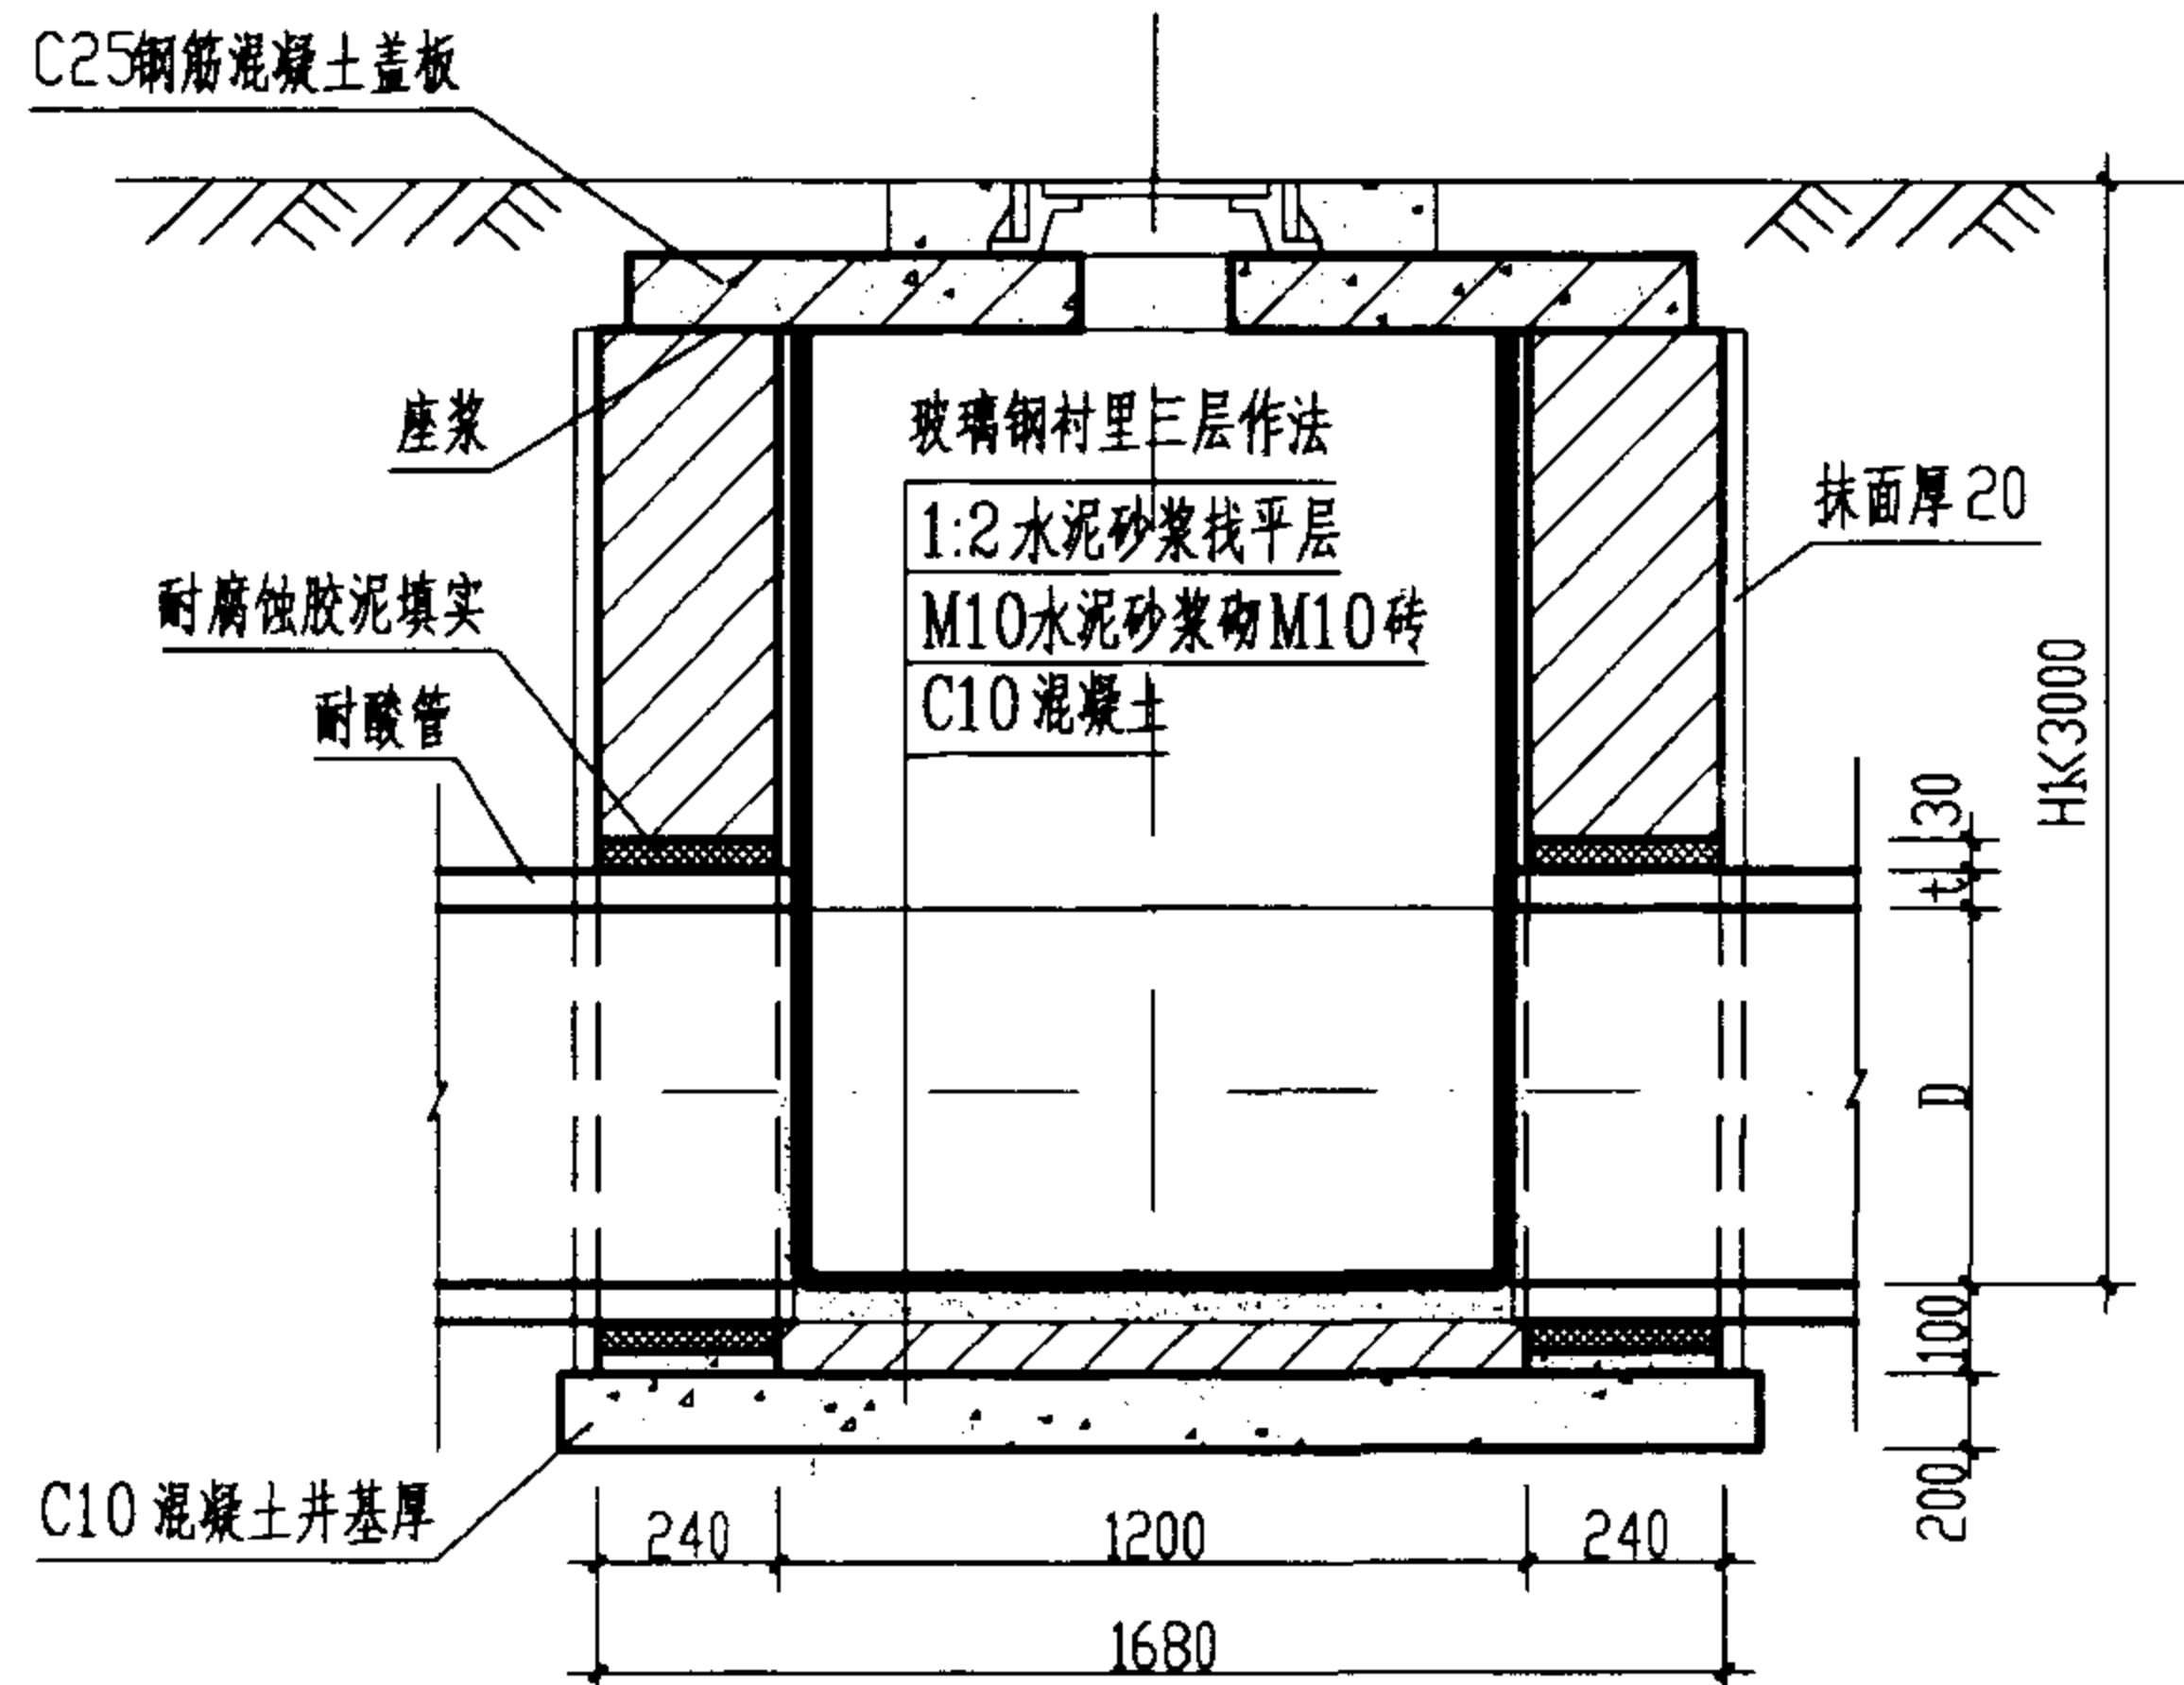 C25钢筋混凝土盖板
座浆
玻璃钢衬里三层作法
1:2水泥砂浆找平层
M10水泥砂浆砌M10砖
C10混凝土
抹面厚20
耐腐蚀胶泥填实
耐酸管
H1<3000
30
t
D
100
200
C10混凝土井基厚
240
1200
240
1680